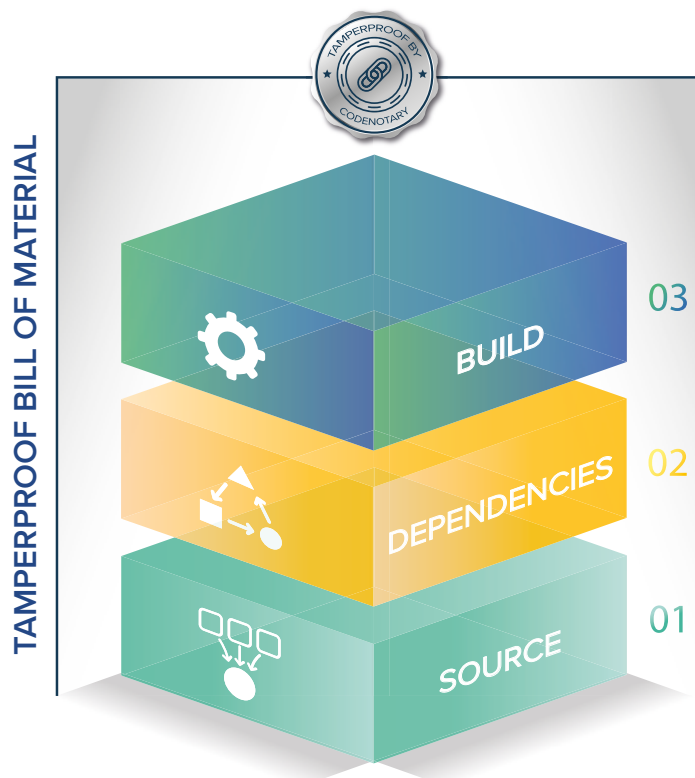 TAMPERPROOF BY
CODENOTARY
TAMPERPROOF BILL OF MATERIAL
03
BUILD
02
DEPENDENCIES
01
SOURCE